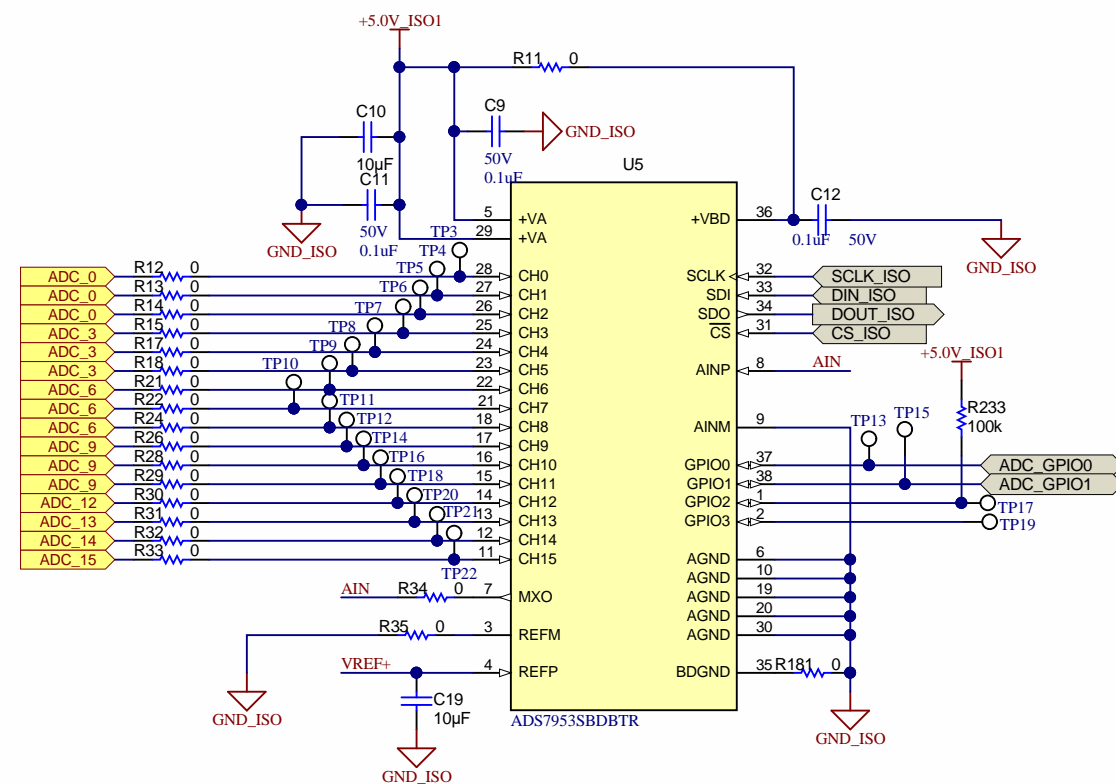 +5.0V_ISO1
R11 0
C10
C9
GND_ISO
10µF
50V
0.1uF
U5
C11
C12
5 +VA
+VBD 36
50V
0.1uF
0.1uF 50V
29 +VA
GND_ISO
GND_ISO
TP3
TP4
ADC_0 R12 0 28 CH0
SCLK 32 SCLK_ISO
TP5
ADC_0 R13 0 27 CH1
SDI 33 DIN_ISO
TP6
ADC_0 R14 0 26 CH2
SDO 34 DOUT_ISO
TP7
ADC_3 R15 0 25 CH3
CS 31 CS_ISO
TP8
ADC_3 R17 0 24 CH4
+5.0V_ISO1
TP9
ADC_3 R18 0 23 CH5
AINP 8 AIN
TP10
ADC_6 R21 0 22 CH6
TP11
ADC_6 R22 0 21 CH7
R233
100k
TP12
ADC_6 R24 0 18 CH8
AINM 9
TP13
TP15
TP14
ADC_9 R26 0 17 CH9
TP16
ADC_9 R28 0 16 CH10
GPIO0 37 ADC_GPIO0
TP18
ADC_9 R29 0 15 CH11
GPIO1 38 ADC_GPIO1
TP20
ADC_12 R30 0 14 CH12
GPIO2 1 TP17
TP21
ADC_13 R31 0 13 CH13
GPIO3 2 TP19
ADC_14 R32 0 12 CH14
ADC_15 R33 0 11 CH15
AGND 6
TP22
AGND 10
AIN R34 0 7 MXO
AGND 19
AGND 20
R35 0 3 REFM
AGND 30
VREF+ 4 REFP
BDGND 35 R181 0
C19
10µF
GND_ISO
ADS7953SBDBTR
GND_ISO
GND_ISO